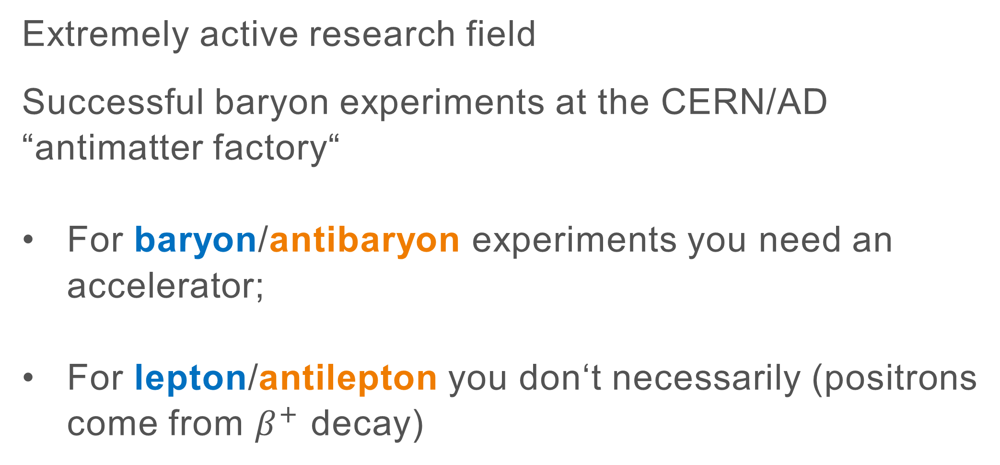 Extremely active research field
Successful baryon experiments at the CERN/AD
“antimatter factory“
• For baryon/antibaryon experiments you need an
accelerator;
• For lepton/antilepton you don‘t necessarily (positrons
come from β⁺ decay)